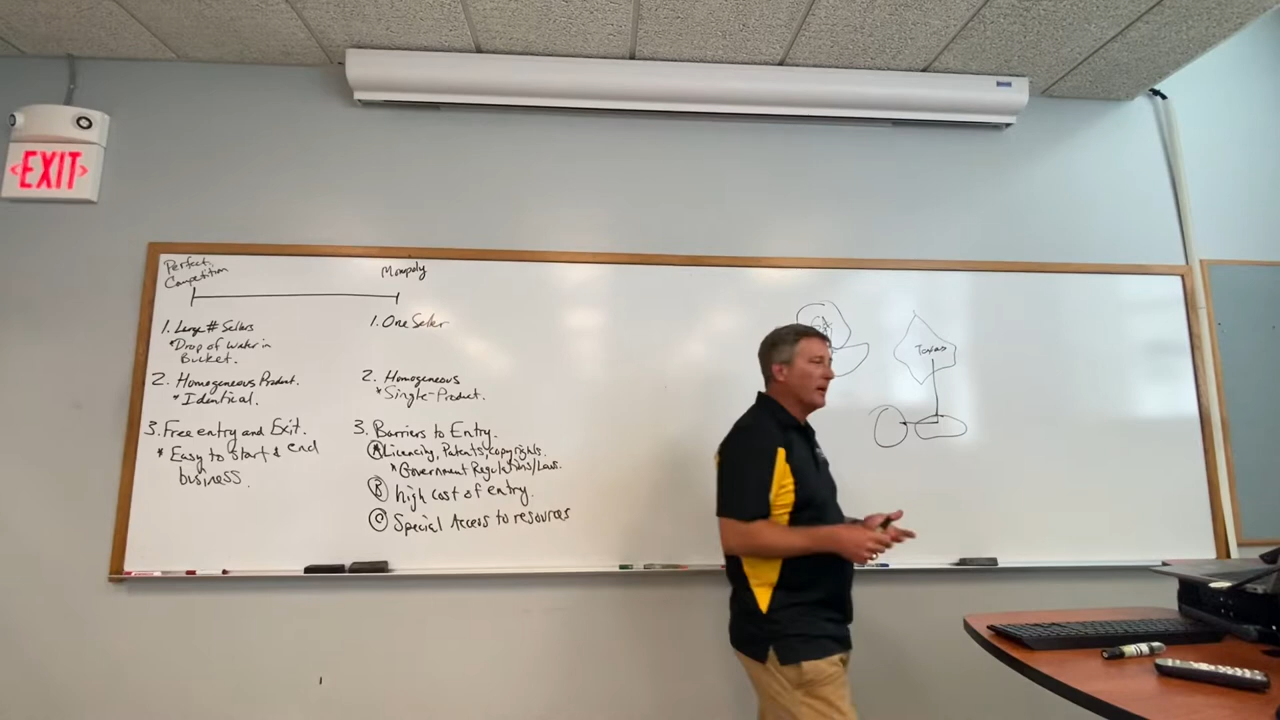 EXIT
Perfect
Competition
Monopoly
1. Large # Sellers
*Drop of water in
Bucket.
2. Homogeneous Product.
* Identical.
3. Free entry and Exit.
* Easy to start & end
business.
1. One Seller
2. Homogeneous
*Single-Product.
3. Barriers to Entry.
A Licencing, Patents, copyrights.
* Government Regulations/Laws.
B high cost of entry.
C Special Access to resources
Texas